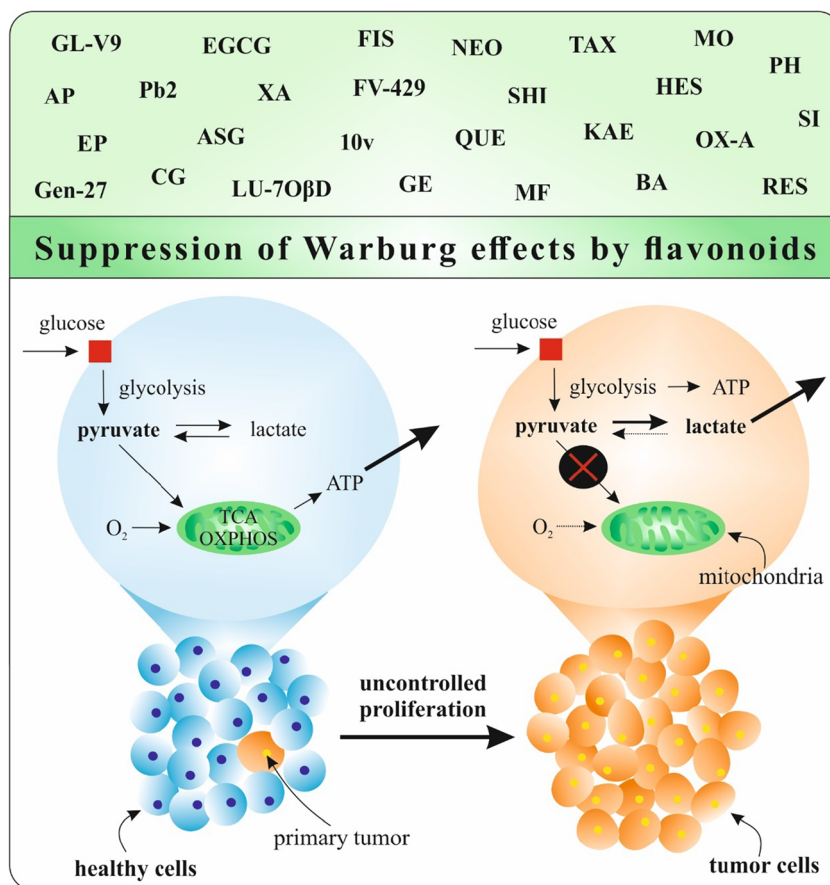 GL-V9 EGCG FIS NEO TAX MO PH
AP Pb2 XA FV-429 SHI HES SI
EP ASG 10v QUE KAE OX-A
Gen-27 CG LU-7OβD GE MF BA RES
Suppression of Warburg effects by flavonoids
glucose
glycolysis
pyruvate
lactate
ATP
O₂
TCA
OXPHOS
glucose
glycolysis
ATP
pyruvate
lactate
O₂
mitochondria
uncontrolled
proliferation
primary tumor
healthy cells
tumor cells